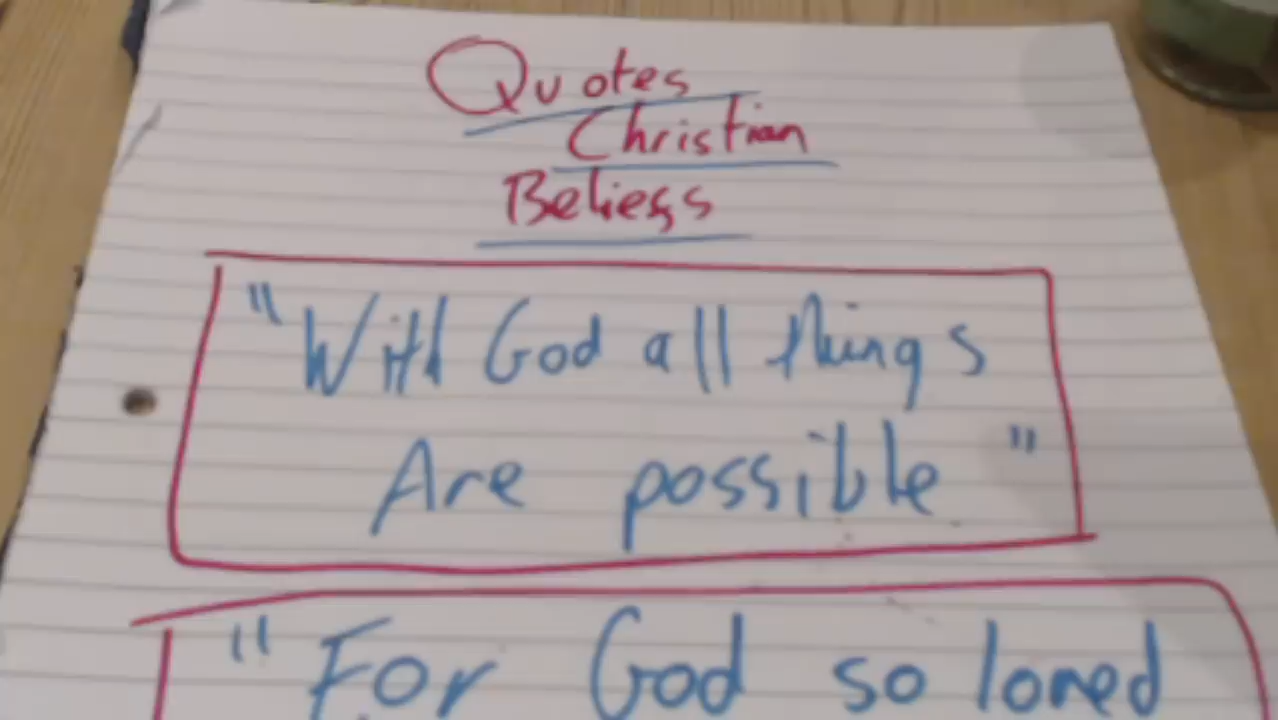 Quotes
Christian
Beliefs
"With God all things
Are possible"
"For God so loved